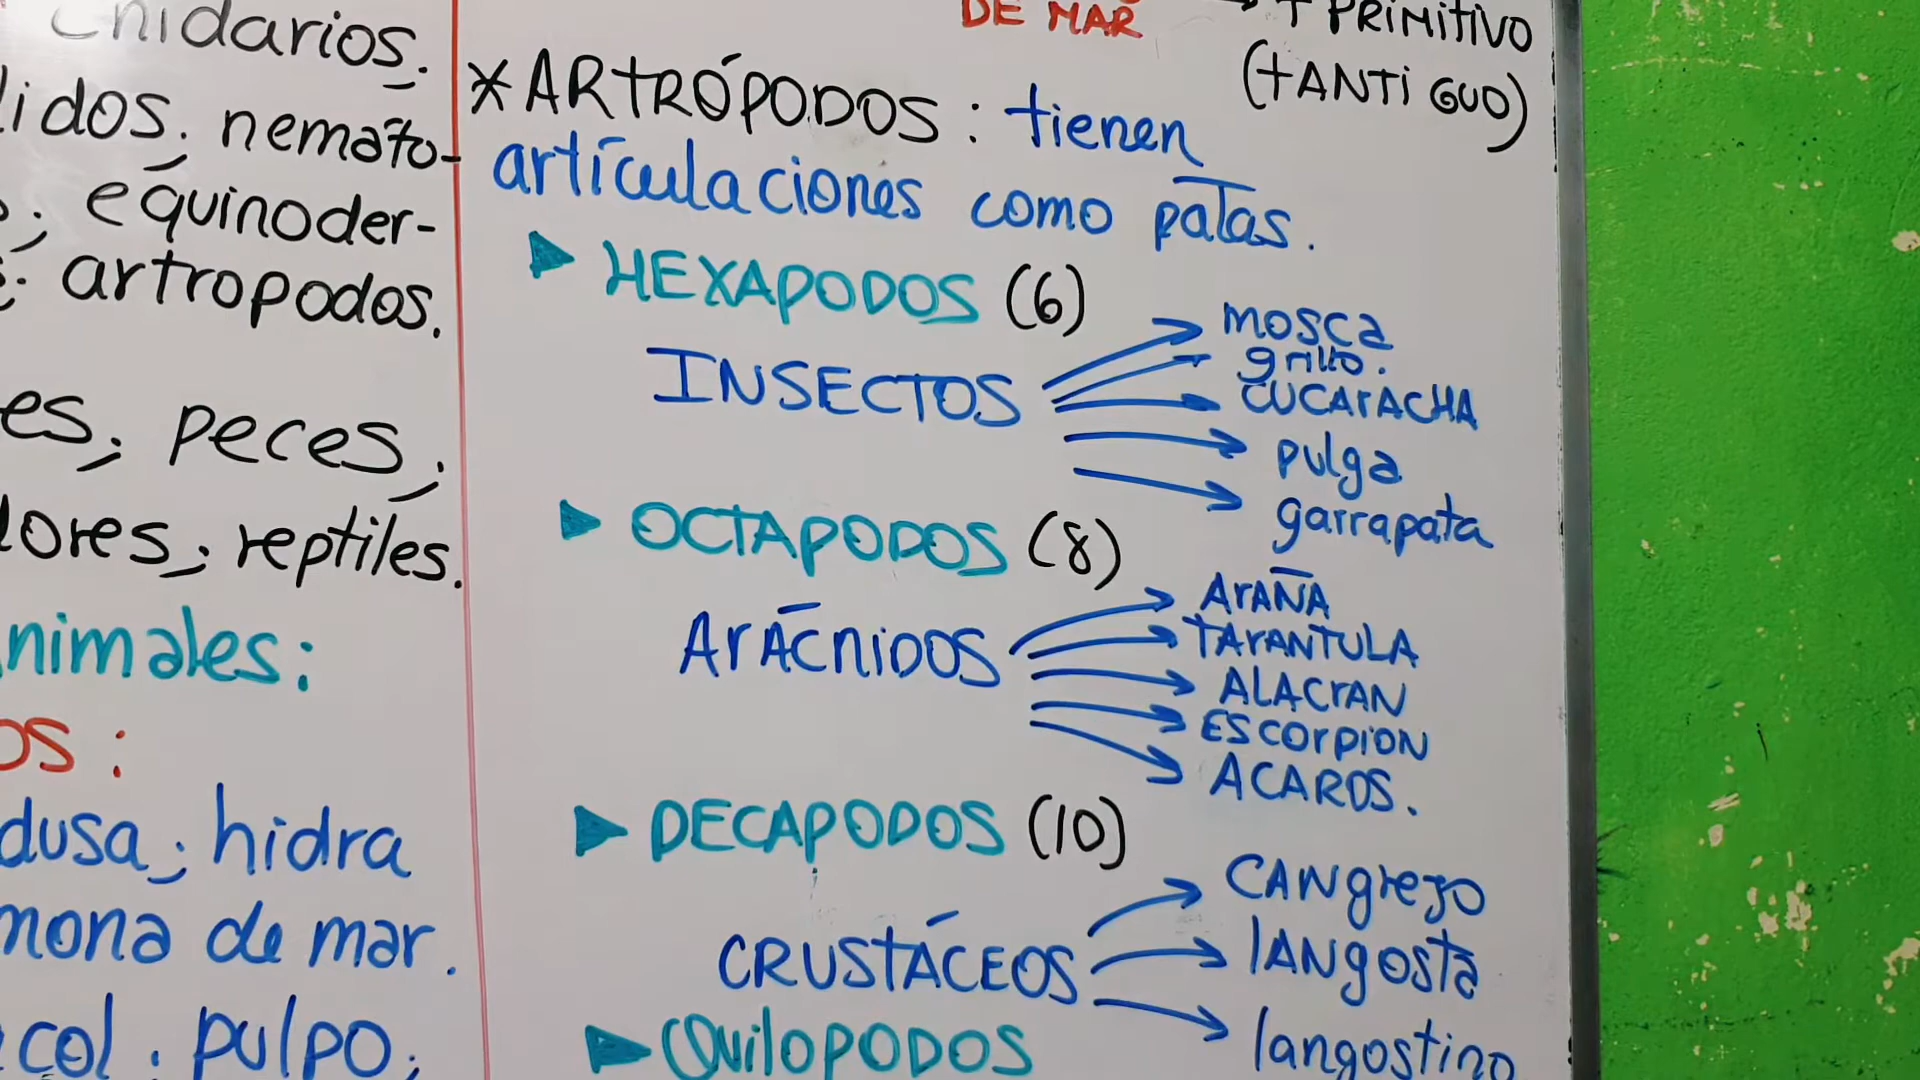 cnidarios.
lidos. nemato-
; equinoder-
artropodos.
es, peces,
dores, reptiles.
nimales:
os:
dusa, hidra
mona de mar.
col, pulpo,
DE MAR
+ PRIMITIVO
(+ANTIGUO)
* ARTRÓPODOS: tienen
artículaciones como patas.
▶ HEXAPODOS (6)
INSECTOS
mosca
grillo.
CUCArACHA
pulga
garrapata
▶ OCTAPODOS (8)
ArÁCNIDOS
ArAÑA
TArANTULA
ALACrAN
EScorpION
ACAROS.
▶ DECAPODOS (10)
CRUSTÁCEOS
CANgrejo
lANgosta
langostino
▶ QuiloPODOS